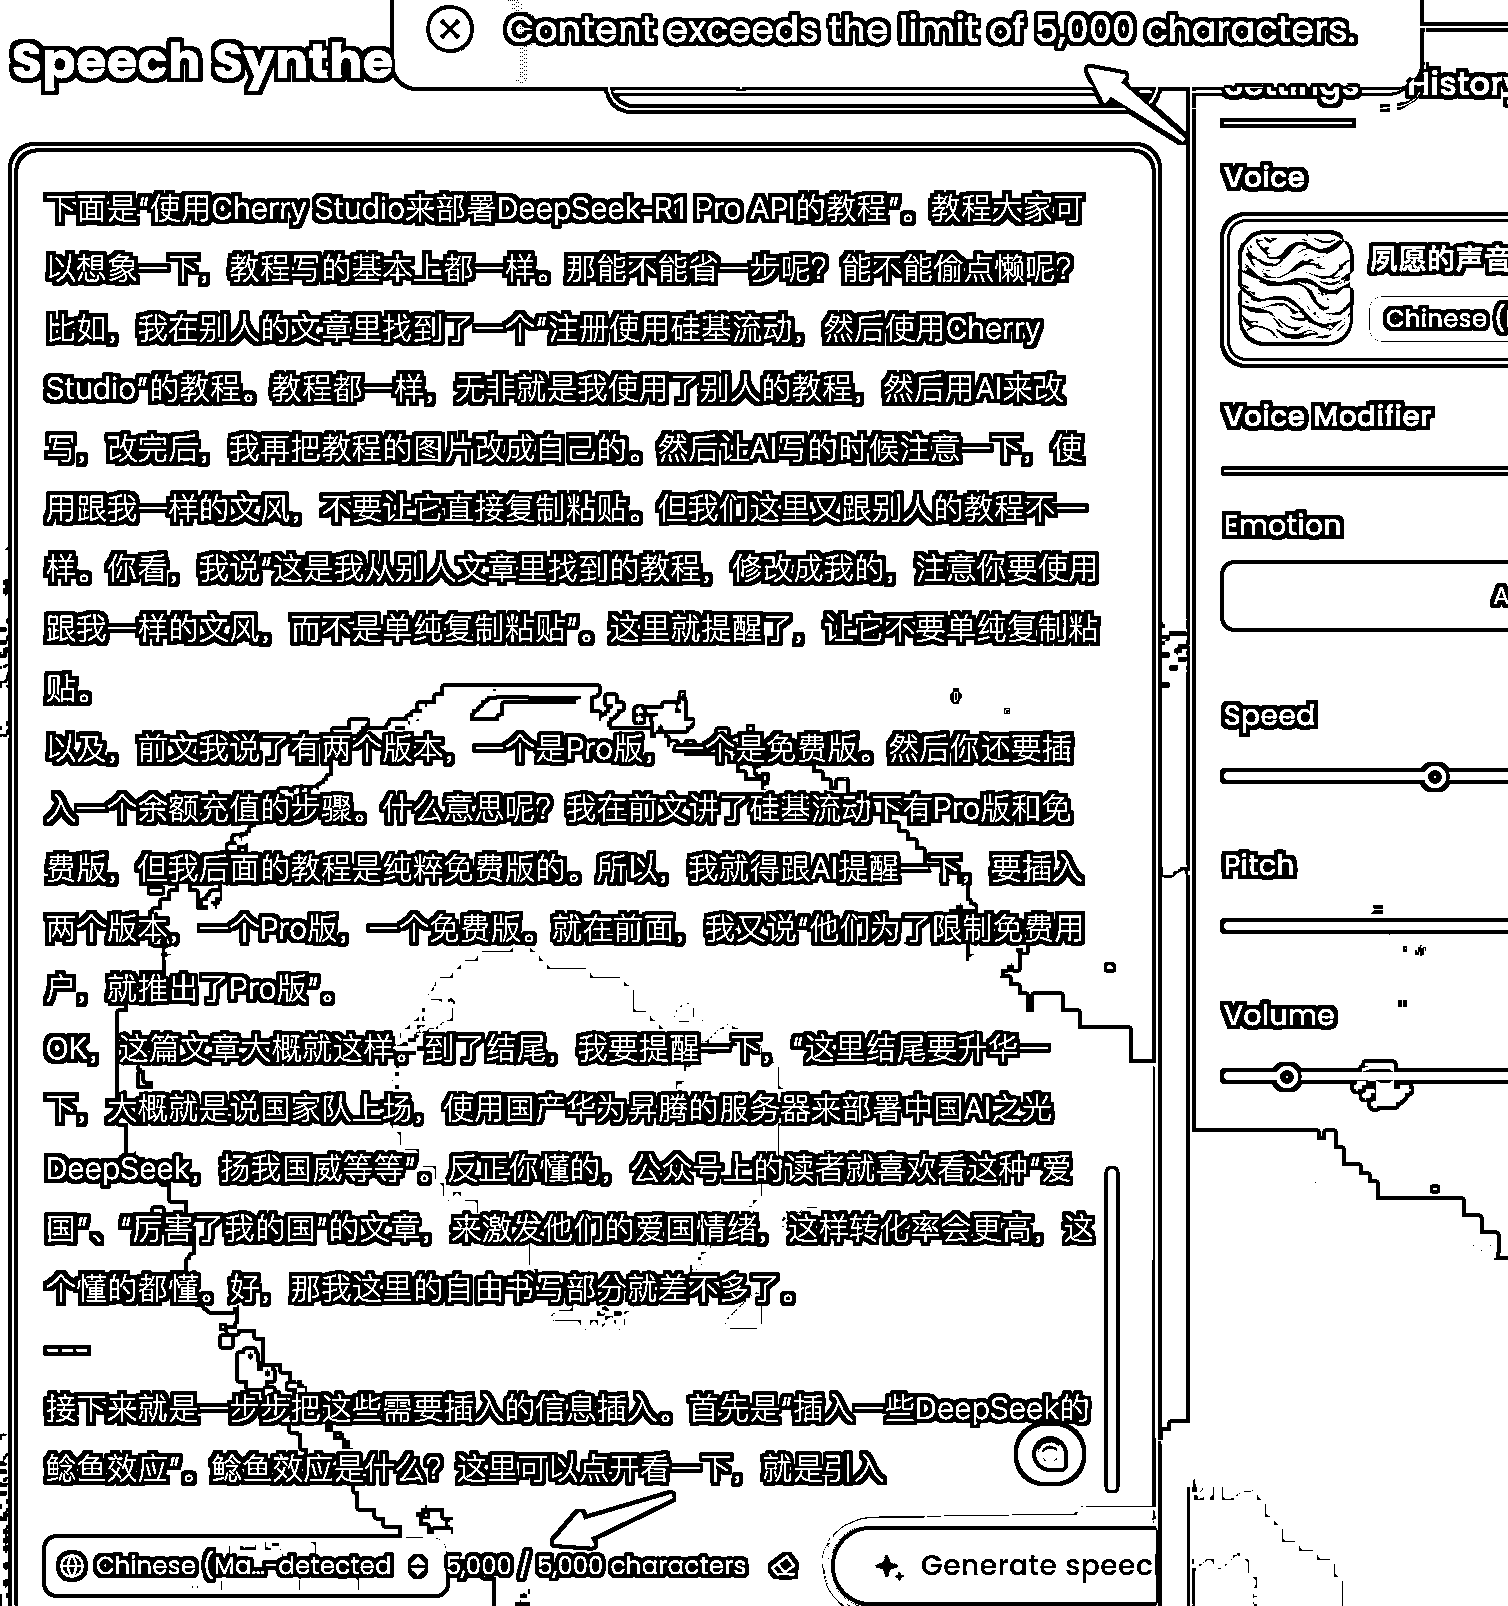 Content exceeds the limit of 5,000 characters.
Speech Synthe
Settings
History
下面是"使用Cherry Studio来部署DeepSeek-R1 Pro API的教程"。教程大家可
以想象一下，教程写的基本上都一样。那能不能省一步呢？能不能偷点懒呢？
比如，我在别人的文章里找到了一个"注册使用硅基流动，然后使用Cherry
Studio"的教程。教程都一样，无非就是我使用了别人的教程，然后用AI来改
写，改完后，我再把教程的图片改成自己的。然后让AI写的时候注意一下，使
用跟我一样的文风，不要让它直接复制粘贴。但我们这里又跟别人的教程不一
样。你看，我说"这是我从别人文章里找到的教程，修改成我的，注意你要使用
跟我一样的文风，而不是单纯复制粘贴"。这里就提醒了，让它不要单纯复制粘
贴。
以及，前文我说了有两个版本，一个是Pro版，一个是免费版。然后你还要插
入一个余额充值的步骤。什么意思呢？我在前文讲了硅基流动下有Pro版和免
费版，但我后面的教程是纯粹免费版的。所以，我就得跟AI提醒一下，要插入
两个版本，一个Pro版，一个免费版。就在前面，我又说"他们为了限制免费用
户，就推出了Pro版"。
OK，这篇文章大概就这样。到了结尾，我要提醒一下，"这里结尾要升华一
下，大概就是说国家队上场，使用国产华为昇腾的服务器来部署中国AI之光
DeepSeek，扬我国威等等"。反正你懂的，公众号上的读者就喜欢看这种"爱
国"、"厉害了我的国"的文章，来激发他们的爱国情绪，这样转化率会更高，这
个懂的都懂。好，那我这里的自由书写部分就差不多了。
---
接下来就是一步步把这些需要插入的信息插入。首先是"插入一些DeepSeek的
鲶鱼效应"。鲶鱼效应是什么？这里可以点开看一下，就是引入
Chinese (Ma...-detected
5,000 / 5,000 characters
Generate speec
Voice
夙愿的声音
Chinese (
Voice Modifier
Emotion
A
Speed
Pitch
Volume